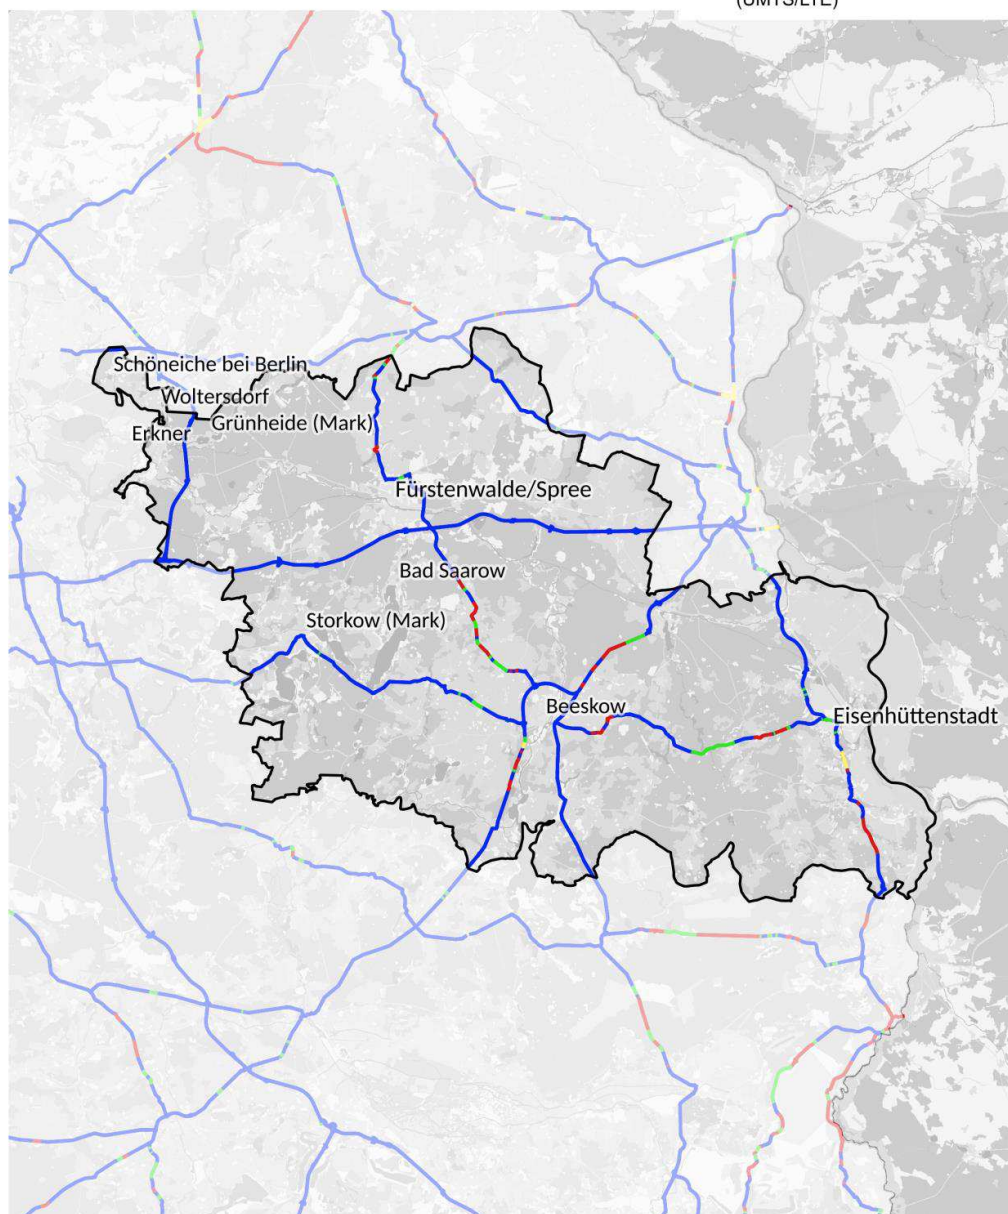 (UMTS/LTE)
Schöneiche bei Berlin
Woltersdorf
Grünheide (Mark)
Erkner
Fürstenwalde/Spree
Bad Saarow
Storkow (Mark)
Beeskow
Eisenhüttenstadt